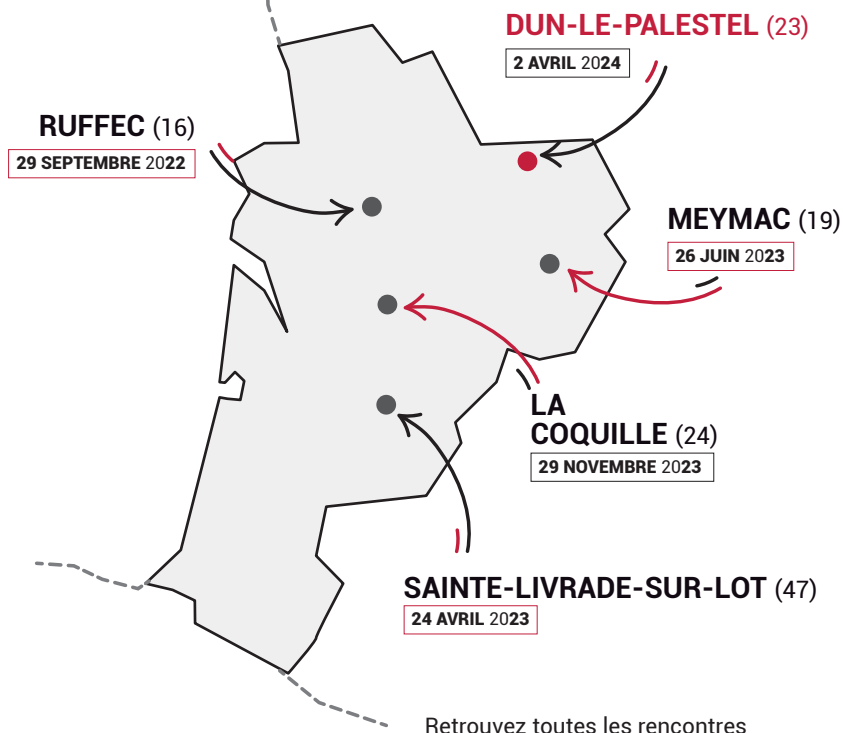 DUN-LE-PALESTEL (23)
2 AVRIL 2024
RUFFEC (16)
29 SEPTEMBRE 2022
MEYMAC (19)
26 JUIN 2023
LA
COQUILLE (24)
29 NOVEMBRE 2023
SAINTE-LIVRADE-SUR-LOT (47)
24 AVRIL 2023
Retrouvez toutes les rencontres